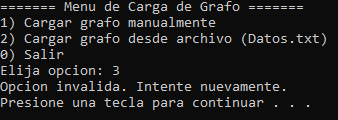 ======= Menu de Carga de Grafo =======
1) Cargar grafo manualmente
2) Cargar grafo desde archivo (Datos.txt)
0) Salir
Elija opcion: 3
Opcion invalida. Intente nuevamente.
Presione una tecla para continuar . . .